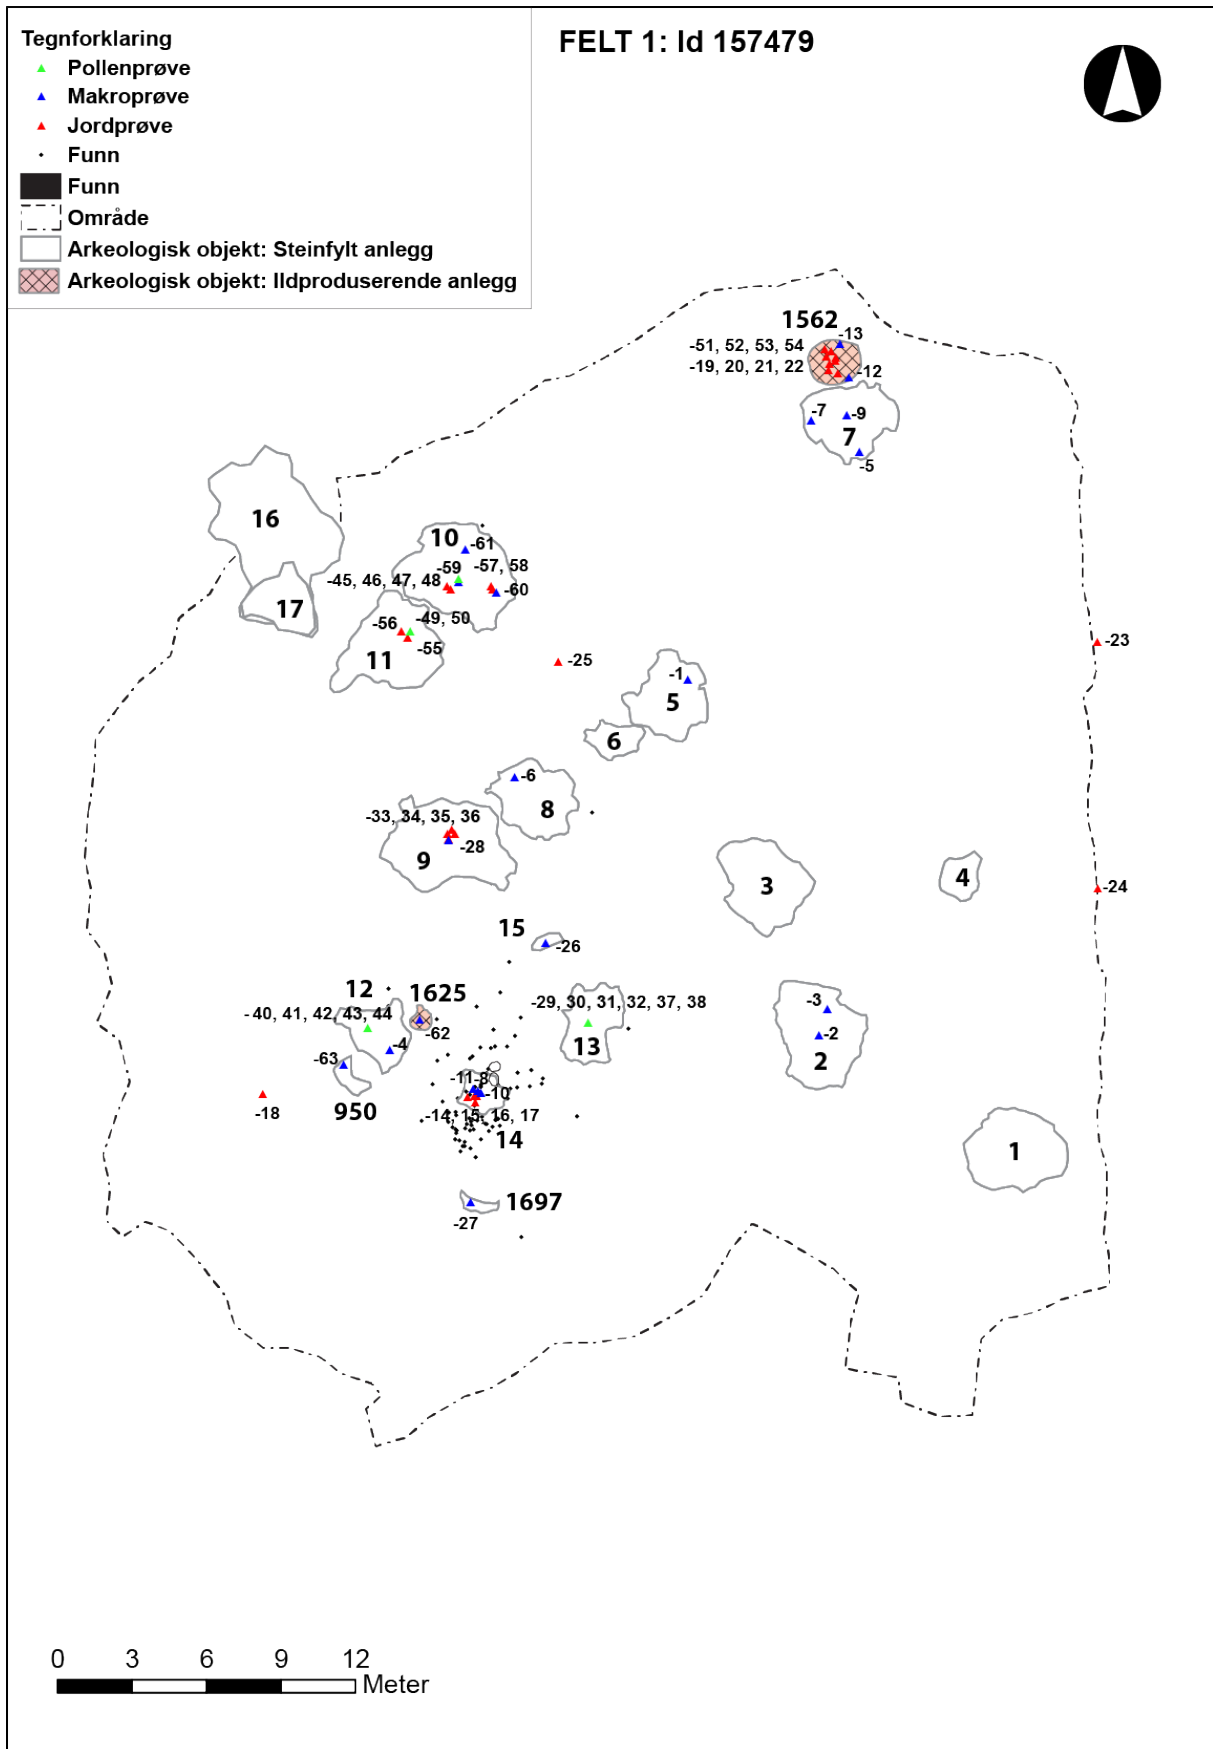 Tegnforklaring
Pollenprøve
Makroprøve
Jordprøve
Funn
Funn
Område
Arkeologisk objekt: Steinfylt anlegg
Arkeologisk objekt: Ildproduserende anlegg
FELT 1: Id 157479
1562
-13
-51, 52, 53, 54
-19, 20, 21, 22
-12
-7
-9
7
-5
16
10
-61
-59
-57, 58
-45, 46, 47, 48
-60
17
-56
-49, 50
-55
11
-25
-23
-1
5
6
-6
8
-33, 34, 35, 36
-28
9
3
4
-24
15
-26
12
1625
-29, 30, 31, 32, 37, 38
-40, 41, 42, 43, 44
-62
-3
-4
13
-2
2
-63
-11
-8
-10
-18
950
-14, 15, 16, 17
14
1
1697
-27
0 3 6 9 12
Meter